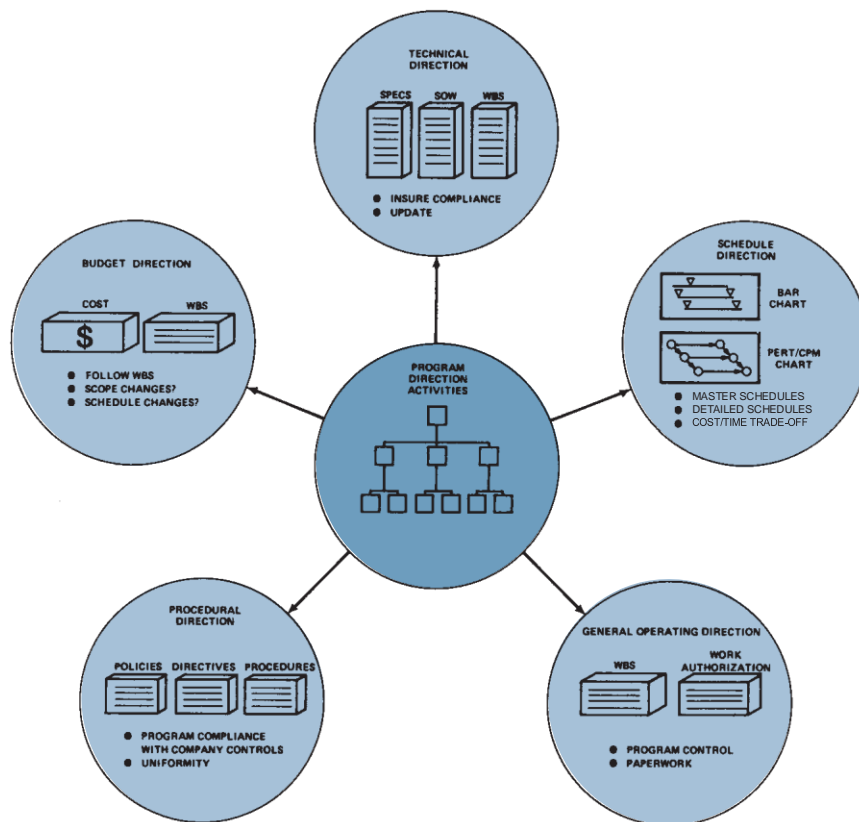 TECHNICAL
DIRECTION
SPECS SOW WBS
● INSURE COMPLIANCE
● UPDATE
BUDGET DIRECTION
COST WBS
$
● FOLLOW WBS
● SCOPE CHANGES?
● SCHEDULE CHANGES?
SCHEDULE
DIRECTION
BAR
CHART
PERT/CPM
CHART
● MASTER SCHEDULES
● DETAILED SCHEDULES
● COST/TIME TRADE-OFF
PROGRAM
DIRECTION
ACTIVITIES
PROCEDURAL
DIRECTION
POLICIES DIRECTIVES PROCEDURES
● PROGRAM COMPLIANCE
WITH COMPANY CONTROLS
● UNIFORMITY
GENERAL OPERATING DIRECTION
WBS
WORK
AUTHORIZATION
● PROGRAM CONTROL
● PAPERWORK